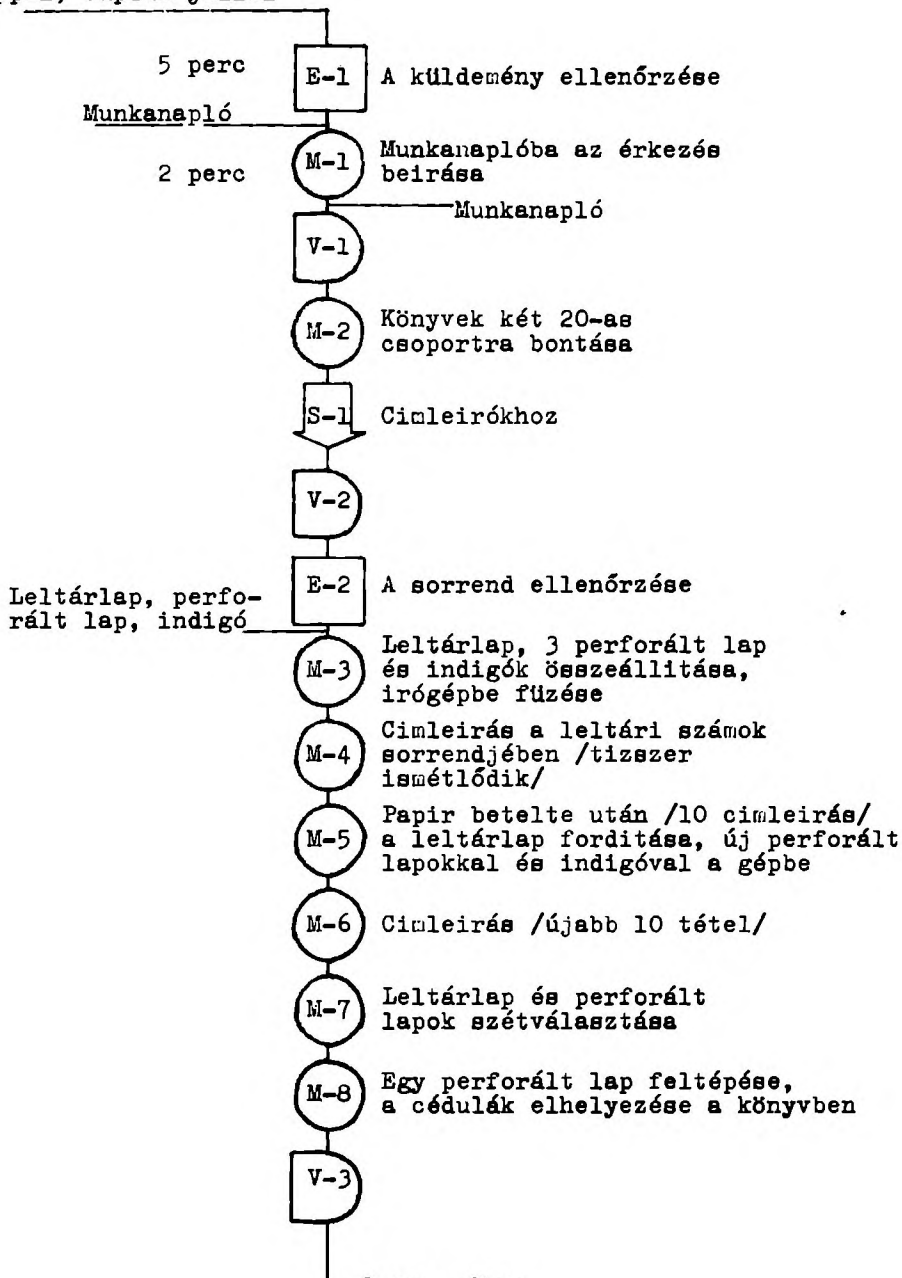 5 perc
E-1
A küldemény ellenőrzése
Munkanapló
M-1
Munkanaplóba az érkezés
beirása
2 perc
Munkanapló
V-1
M-2
Könyvek két 20-as
csoportra bontása
S-1
Cimleirókhoz
V-2
E-2
A sorrend ellenőrzése
Leltárlap, perfo-
rált lap, indigó
M-3
Leltárlap, 3 perforált lap
és indigók összeállitása,
irógépbe füzése
M-4
Cimleirás a leltári számok
sorrendjében /tizszer
ismétlődik/
M-5
Papir betelte után /10 cimleirás/
a leltárlap forditása, új perforált
lapokkal és indigóval a gépbe
M-6
Cimleirás /újabb 10 tétel/
M-7
Leltárlap és perforált
lapok szétválasztása
M-8
Egy perforált lap feltépése,
a cédulák elhelyezése a könyvben
V-3